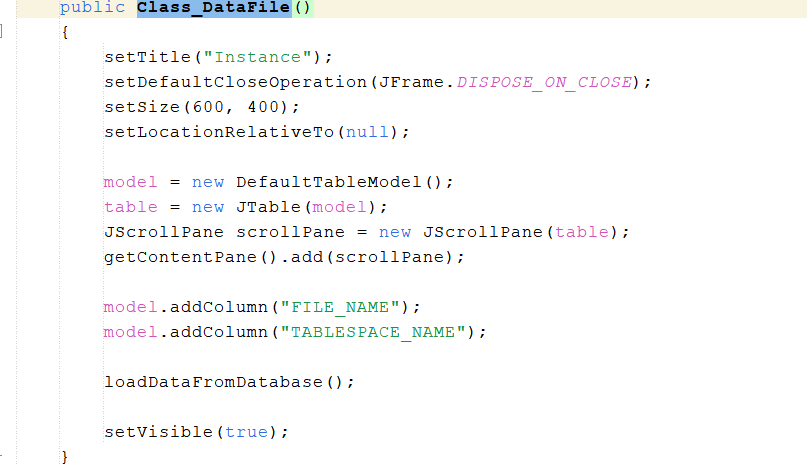 public Class_DataFile()
{
setTitle("Instance");
setDefaultCloseOperation(JFrame.DISPOSE_ON_CLOSE);
setSize(600, 400);
setLocationRelativeTo(null);
model = new DefaultTableModel();
table = new JTable(model);
JScrollPane scrollPane = new JScrollPane(table);
getContentPane().add(scrollPane);
model.addColumn("FILE_NAME");
model.addColumn("TABLESPACE_NAME");
loadDataFromDatabase();
setVisible(true);
}